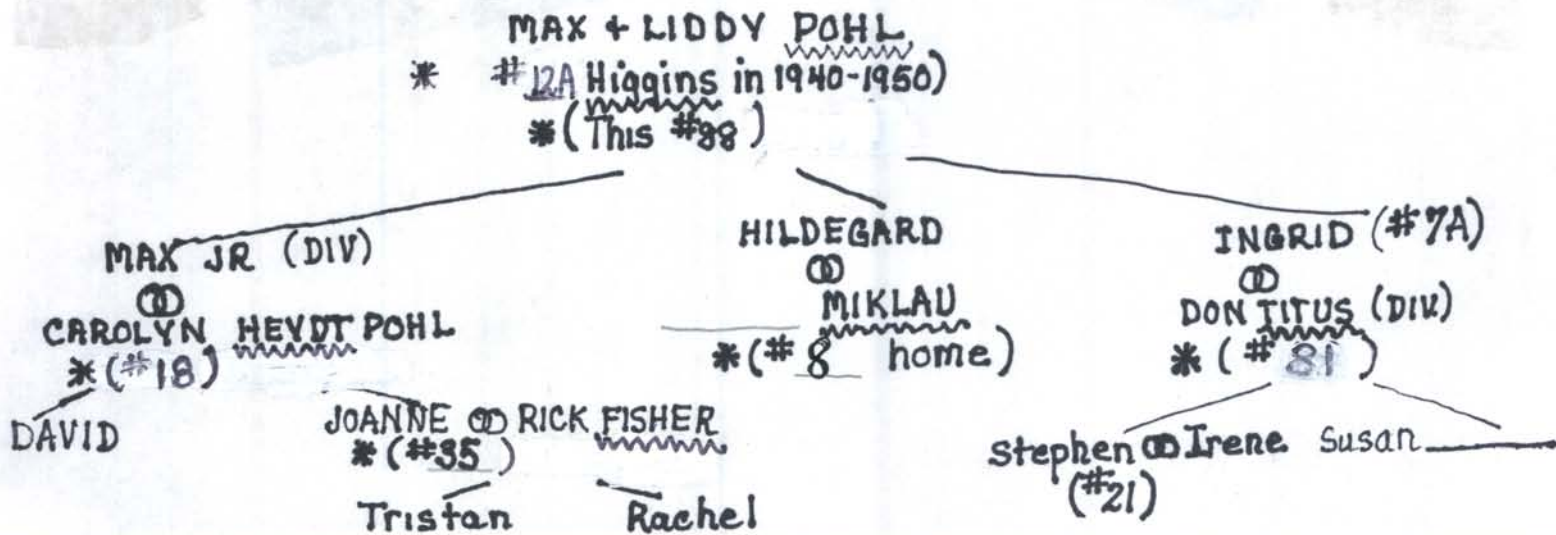 MAX + LIDDY POHL
* #12A Higgins in 1940-1950)
*(This #88)
MAX JR (DIV)
HILDEGARD
INGRID (#7A)
CAROLYN HEYDT POHL
*(#18)
MIKLAU
*(#8 home)
DON TITUS (DIV)
*(#81)
DAVID
JOANNE RICK FISHER
*(#35)
Stephen Irene Susan
(#21)
Tristan Rachel